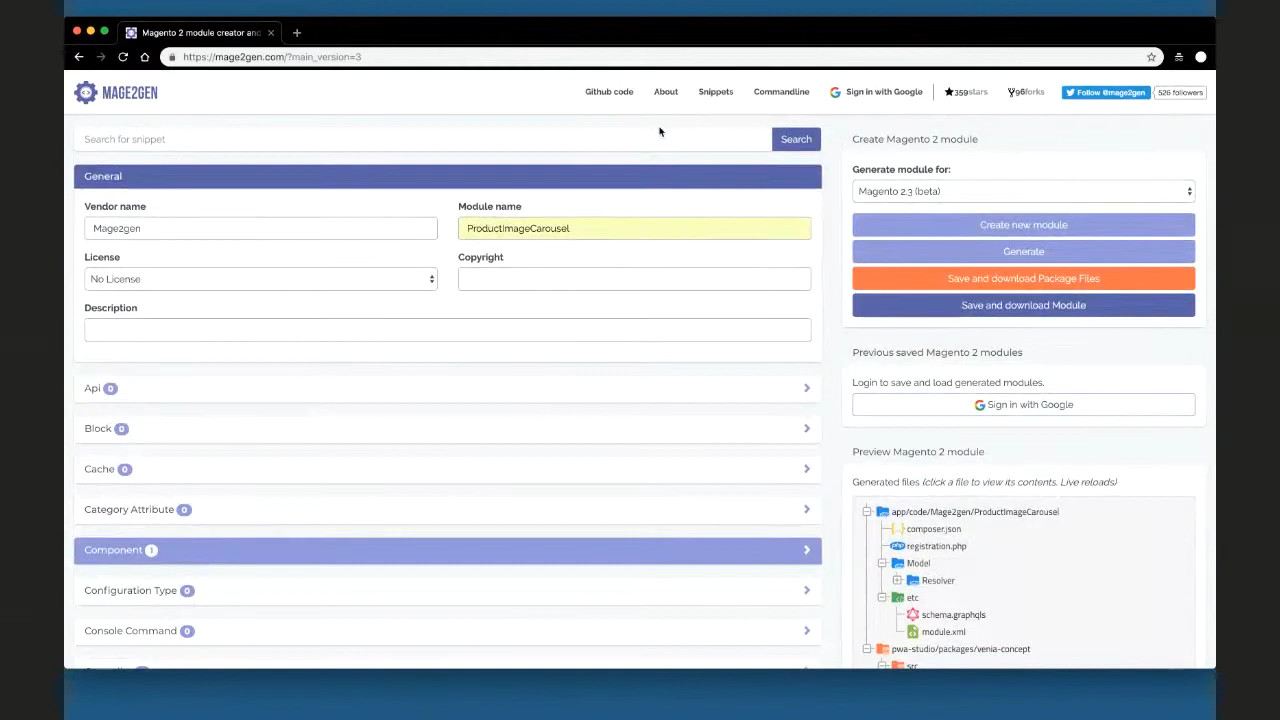 Magento 2 module creator and
https://mage2gen.com/?main_version=3
MAGE2GEN
Github code
About
Snippets
Commandline
Sign in with Google
359stars
96forks
Follow @mage2gen
526 followers
Search for snippet
Search
General
Vendor name
Module name
Mage2gen
ProductImageCarousel
License
Copyright
No License
Description
Api 0
Block 0
Cache 0
Category Attribute 0
Component 1
Configuration Type 0
Console Command 0
Create Magento 2 module
Generate module for:
Magento 2.3 (beta)
Create new module
Generate
Save and download Package Files
Save and download Module
Previous saved Magento 2 modules
Login to save and load generated modules.
Sign in with Google
Preview Magento 2 module
Generated files (click a file to view its contents. Live reloads)
app/code/Mage2gen/ProductImageCarousel
composer.json
registration.php
Model
Resolver
etc
schema.graphqls
module.xml
pwa-studio/packages/venia-concept
src